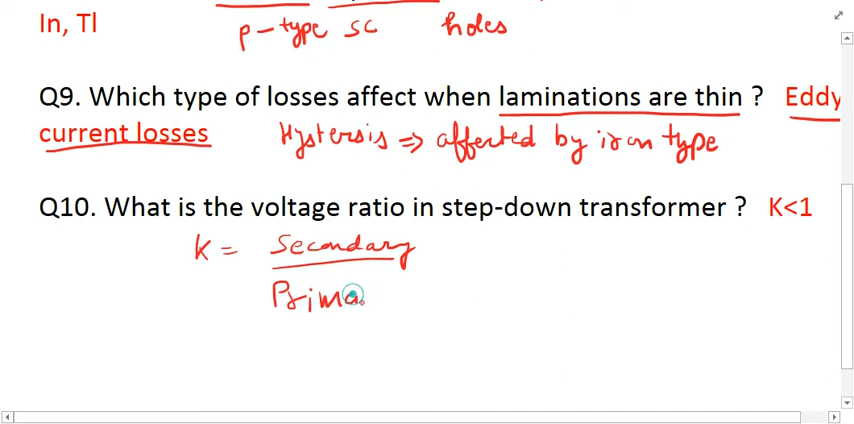 In, Tl
p-type sc holes
Q9. Which type of losses affect when laminations are thin ? Eddy
current losses
Hystersis ⇒ affected by iron type
Q10. What is the voltage ratio in step-down transformer ? K<1
K = Secondary
Prima